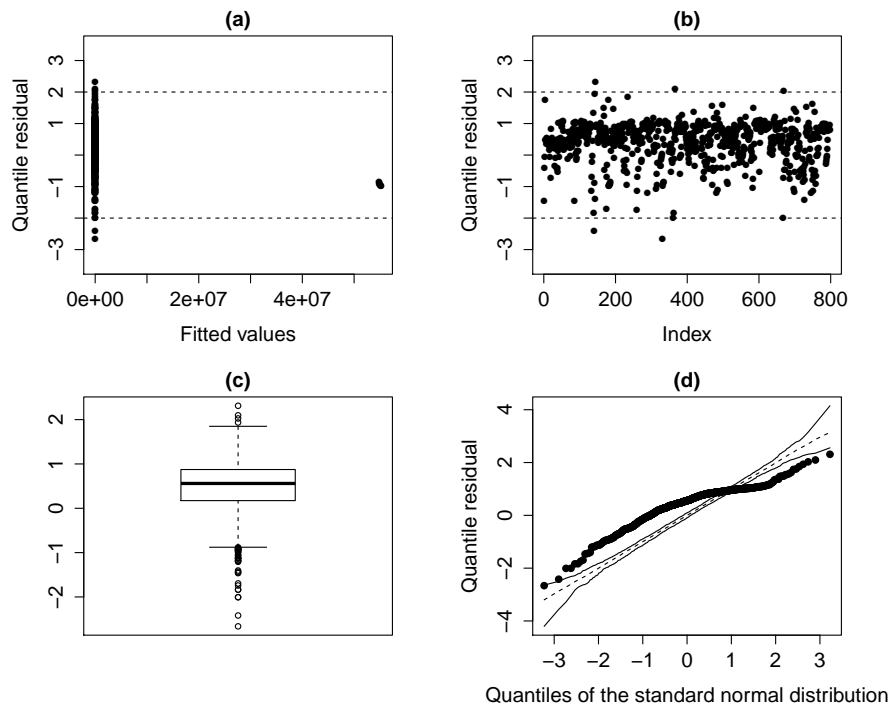 (a)
Quantile residual
3
2
1
−1
−3
0e+00 2e+07 4e+07
Fitted values
(b)
Quantile residual
3
2
1
−1
−3
0 200 400 600 800
Index
(c)
2
1
0
−1
−2
(d)
Quantile residual
4
2
0
−2
−4
−3 −2 −1 0 1 2 3
Quantiles of the standard normal distribution